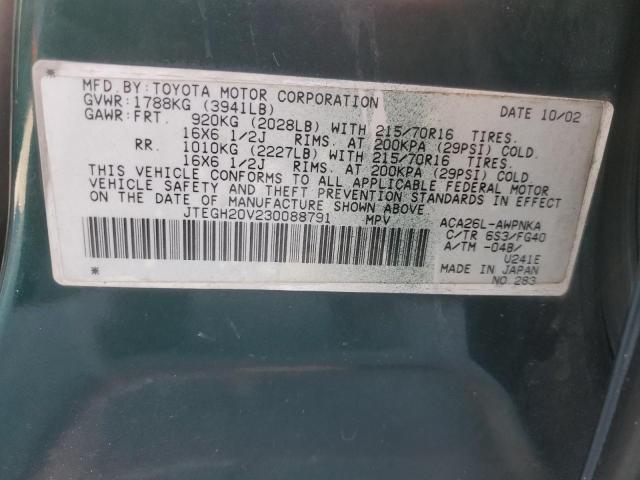 MFD. BY: TOYOTA MOTOR CORPORATION DATE 10/02
GVWR: 1788KG (3941LB)
GAWR: FRT. 920KG (2028LB) WITH 215/70R16 TIRES.
16X6 1/2J RIMS. AT 200KPA (29PSI) COLD.
RR. 1010KG (2227LB) WITH 215/70R16 TIRES.
16X6 1/2J RIMS. AT 200KPA (29PSI) COLD.
THIS VEHICLE CONFORMS TO ALL APPLICABLE FEDERAL MOTOR
VEHICLE SAFETY AND THEFT PREVENTION STANDARDS IN EFFECT
ON THE DATE OF MANUFACTURE SHOWN ABOVE.
JTEGH20V230088791 MPV
ACA26L-AWPNKA
C/TR 6S3/FG40
A/TM -04B/
U241E
MADE IN JAPAN
NO. 283